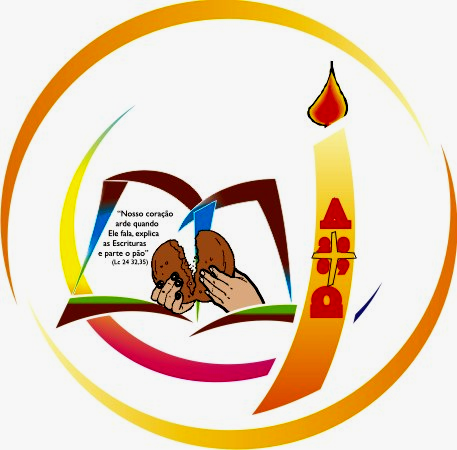 “Nosso coração
arde quando
Ele fala, explica
as Escrituras
e parte o pão”
(Lc 24 32,35)